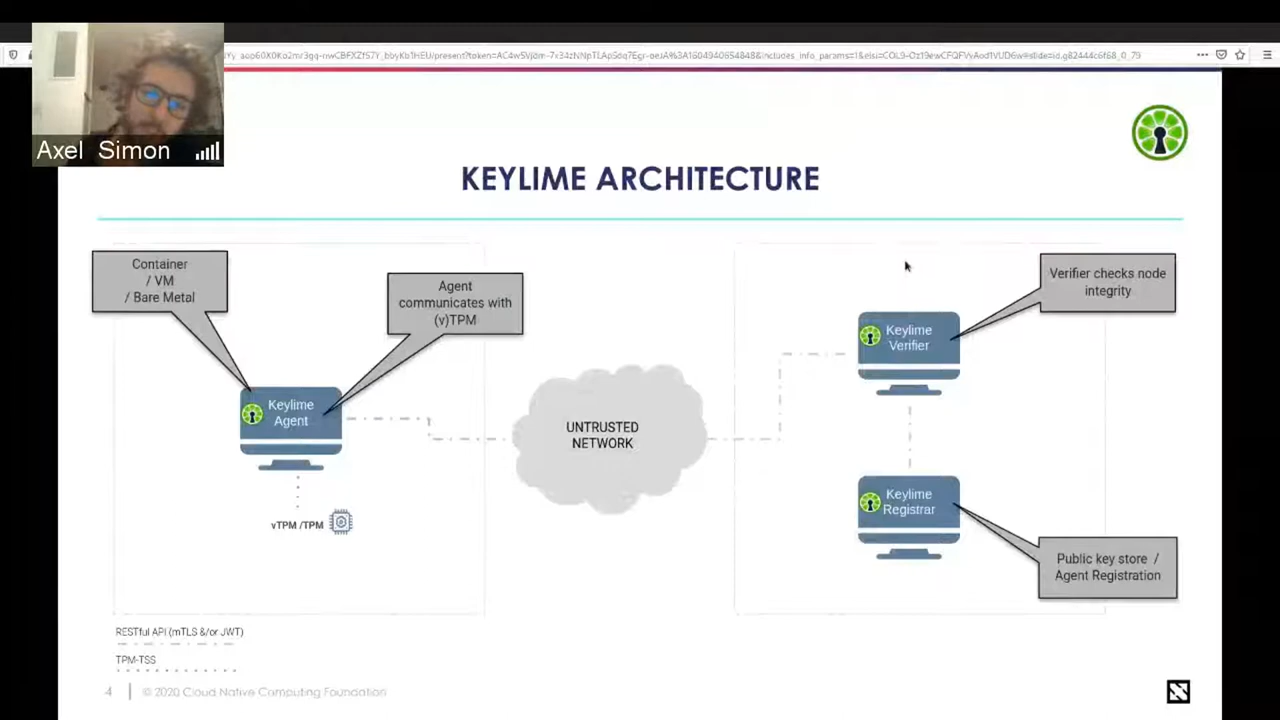 Axel Simon
KEYLIME ARCHITECTURE
Container
/ VM
/ Bare Metal
Agent
communicates with
(v)TPM
Verifier checks node
integrity
Keylime
Verifier
Keylime
Agent
UNTRUSTED
NETWORK
vTPM /TPM
Keylime
Registrar
Public key store /
Agent Registration
RESTful API (mTLS &/or JWT)
TPM-TSS
4
© 2020 Cloud Native Computing Foundation